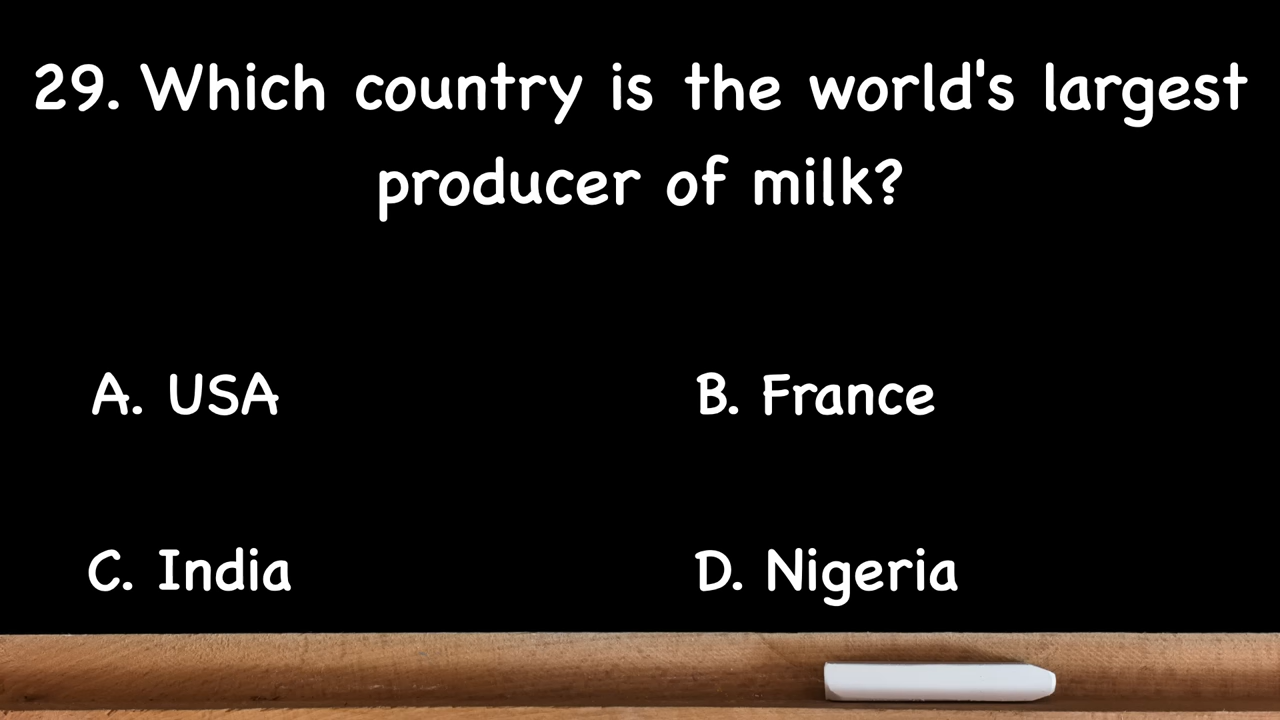 29. Which country is the world's largest
producer of milk?
A. USA
B. France
C. India
D. Nigeria